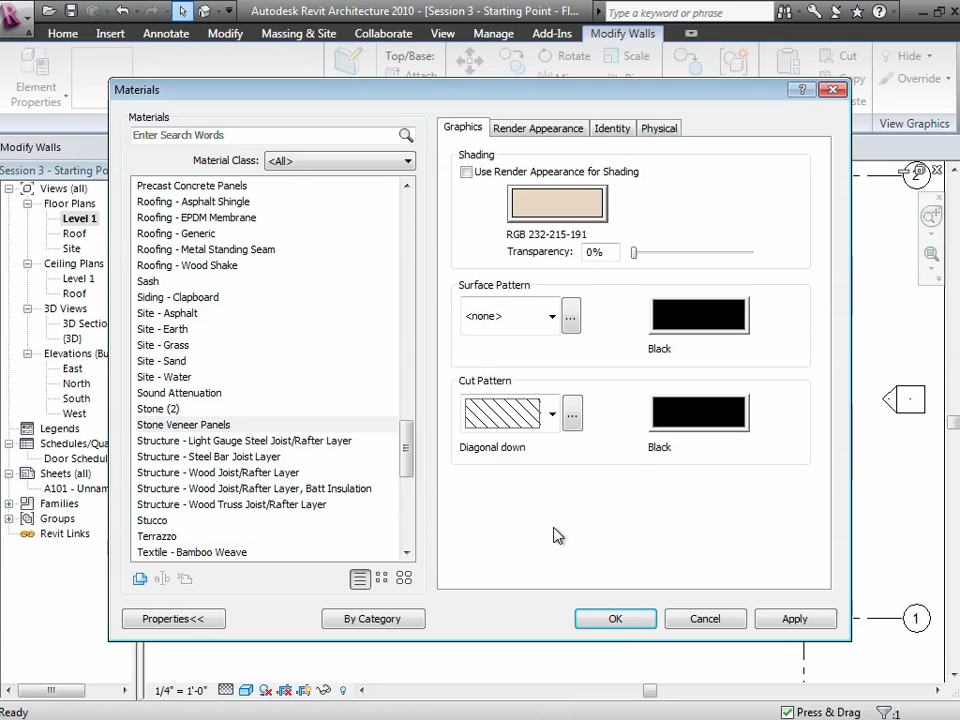 Autodesk Revit Architecture 2010 - [Session 3 - Starting Point - Fl...
Type a keyword or phrase
Home Insert Annotate Modify Massing & Site Collaborate View Manage Add-Ins Modify Walls
Element
Properties
Top/Base:
Attach
Rotate
Scale
Cut
Hide
Override
View Graphics
Modify Walls
Session 3 - Starting Poin
Views (all)
Floor Plans
Level 1
Roof
Site
Ceiling Plans
Level 1
Roof
3D Views
3D Sectio
{3D}
Elevations (Bu
East
North
South
West
Legends
Schedules/Qua
Door Schedul
Sheets (all)
A101 - Unnam
Families
Groups
Revit Links
Materials
Materials
Enter Search Words
Material Class: <All>
Precast Concrete Panels
Roofing - Asphalt Shingle
Roofing - EPDM Membrane
Roofing - Generic
Roofing - Metal Standing Seam
Roofing - Wood Shake
Sash
Siding - Clapboard
Site - Asphalt
Site - Earth
Site - Grass
Site - Sand
Site - Water
Sound Attenuation
Stone (2)
Stone Veneer Panels
Structure - Light Gauge Steel Joist/Rafter Layer
Structure - Steel Bar Joist Layer
Structure - Wood Joist/Rafter Layer
Structure - Wood Joist/Rafter Layer, Batt Insulation
Structure - Wood Truss Joist/Rafter Layer
Stucco
Terrazzo
Textile - Bamboo Weave
Graphics Render Appearance Identity Physical
Shading
Use Render Appearance for Shading
RGB 232-215-191
Transparency: 0%
Surface Pattern
<none>
...
Black
Cut Pattern
...
Diagonal down
Black
Properties<< By Category OK Cancel Apply
2
1
1/4" = 1'-0"
Ready
Press & Drag
:1